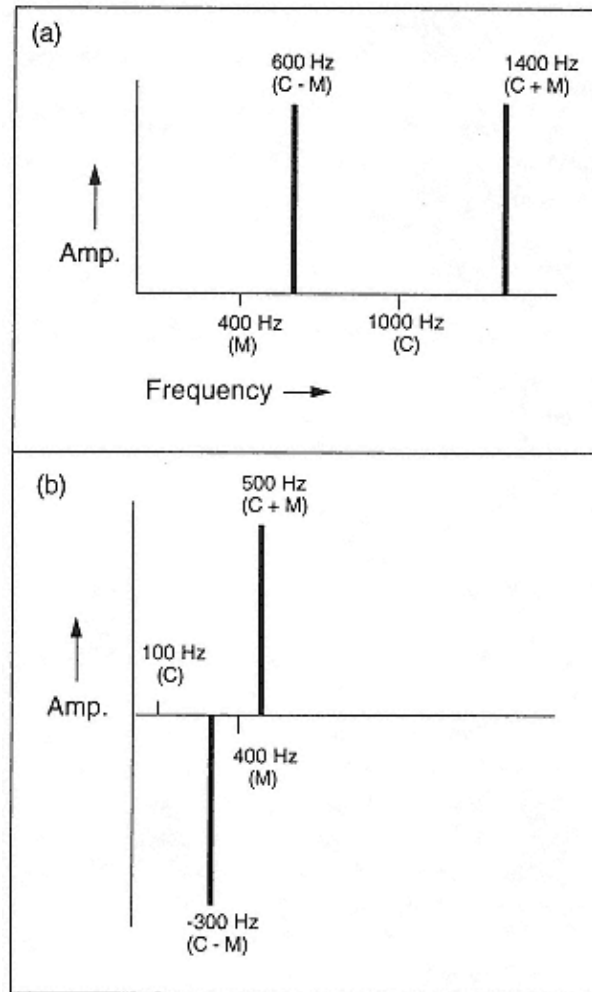 (a)
600 Hz
(C - M)
1400 Hz
(C + M)
Amp.
400 Hz
(M)
1000 Hz
(C)
Frequency
(b)
500 Hz
(C + M)
100 Hz
(C)
Amp.
400 Hz
(M)
-300 Hz
(C - M)